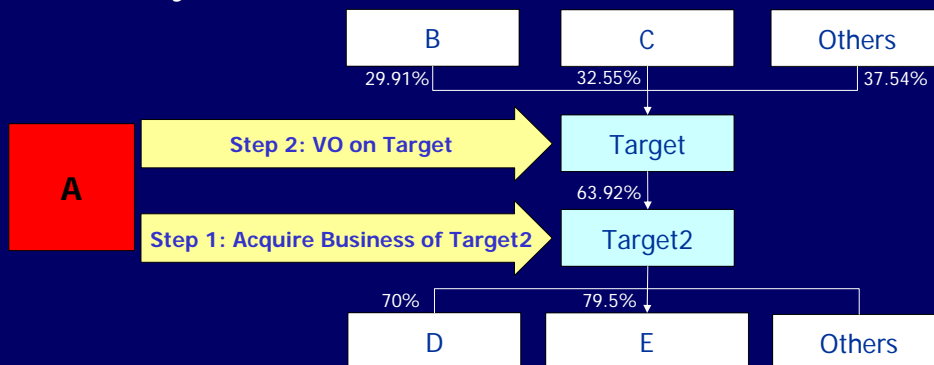 B
C
Others
29.91%
32.55%
37.54%
Step 2: VO on Target
Target
A
63.92%
Step 1: Acquire Business of Target2
Target2
70%
79.5%
D
E
Others